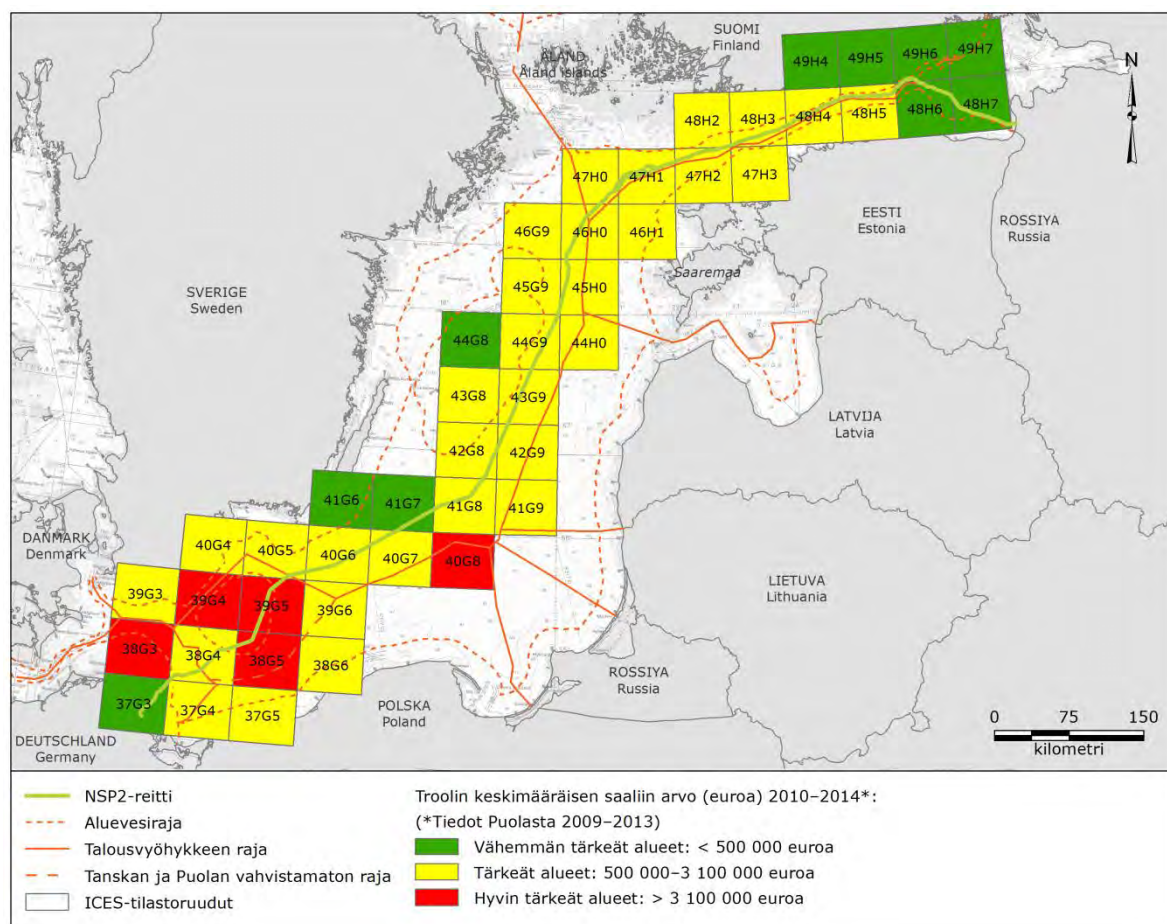 SUOMI
Finland
ÅLAND
Åland islands
49H4 49H5 49H6 49H7
N
48H2 48H3 48H4 48H5 48H6 48H7
47H0 47H1 47H2 47H3
EESTI
Estonia
ROSSIYA
Russia
46G9 46H0 46H1
Saaremaa
SVERIGE
Sweden
45G9 45H0
44G8 44G9 44H0
43G8 43G9
LATVIJA
Latvia
42G8 42G9
41G6 41G7 41G8 41G9
DANMARK
Denmark
40G4 40G5 40G6 40G7 40G8
LIETUVA
Lithuania
39G3 39G4 39G5 39G6
38G3 38G4 38G5 38G6
ROSSIYA
Russia
37G3 37G4 37G5
POLSKA
Poland
DEUTSCHLAND
Germany
0 75 150
kilometri
NSP2-reitti
Aluevesiraja
Talousvyöhykkeen raja
Tanskan ja Puolan vahvistamaton raja
ICES-tilastoruudut
Troolin keskimääräisen saaliin arvo (euroa) 2010–2014*:
(*Tiedot Puolasta 2009–2013)
Vähemmän tärkeät alueet: < 500 000 euroa
Tärkeät alueet: 500 000–3 100 000 euroa
Hyvin tärkeät alueet: > 3 100 000 euroa